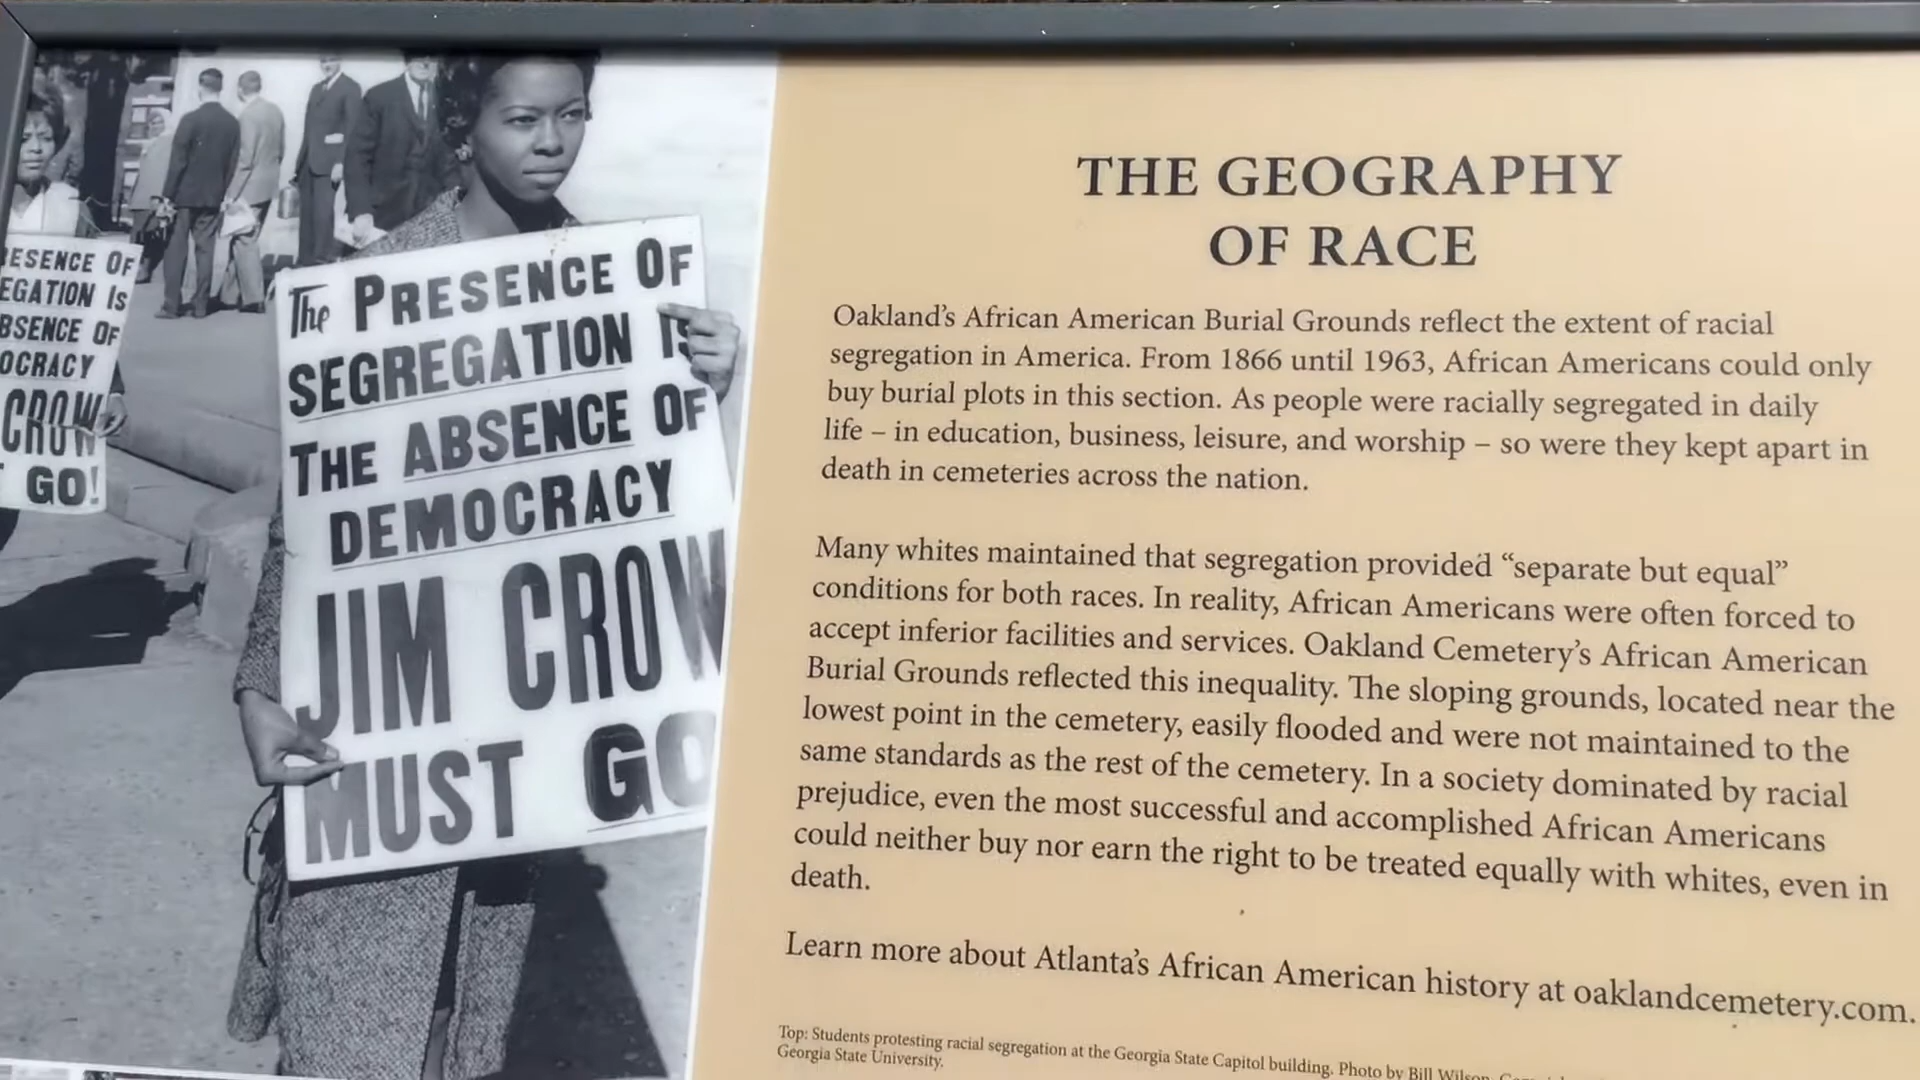 ESENCE OF
EGATION IS
BSENCE OF
OCRACY
CROW
GO!
The PRESENCE OF
SEGREGATION IS
THE ABSENCE OF
DEMOCRACY
JIM CROW
MUST GO
THE GEOGRAPHY
OF RACE
Oakland's African American Burial Grounds reflect the extent of racial
segregation in America. From 1866 until 1963, African Americans could only
buy burial plots in this section. As people were racially segregated in daily
life – in education, business, leisure, and worship – so were they kept apart in
death in cemeteries across the nation.
Many whites maintained that segregation provided “separate but equal”
conditions for both races. In reality, African Americans were often forced to
accept inferior facilities and services. Oakland Cemetery's African American
Burial Grounds reflected this inequality. The sloping grounds, located near the
lowest point in the cemetery, easily flooded and were not maintained to the
same standards as the rest of the cemetery. In a society dominated by racial
prejudice, even the most successful and accomplished African Americans
could neither buy nor earn the right to be treated equally with whites, even in
death.
Learn more about Atlanta's African American history at oaklandcemetery.com.
Top: Students protesting racial segregation at the Georgia State Capitol building. Photo by Bill Wilson,
Georgia State University.